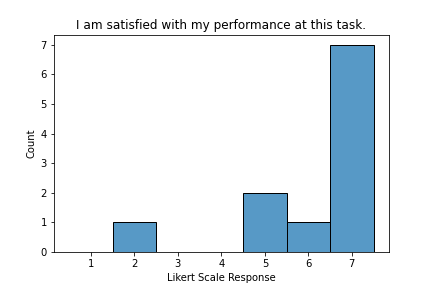 I am satisfied with my performance at this task.
7
6
5
4
3
2
1
0
Count
1 2 3 4 5 6 7
Likert Scale Response